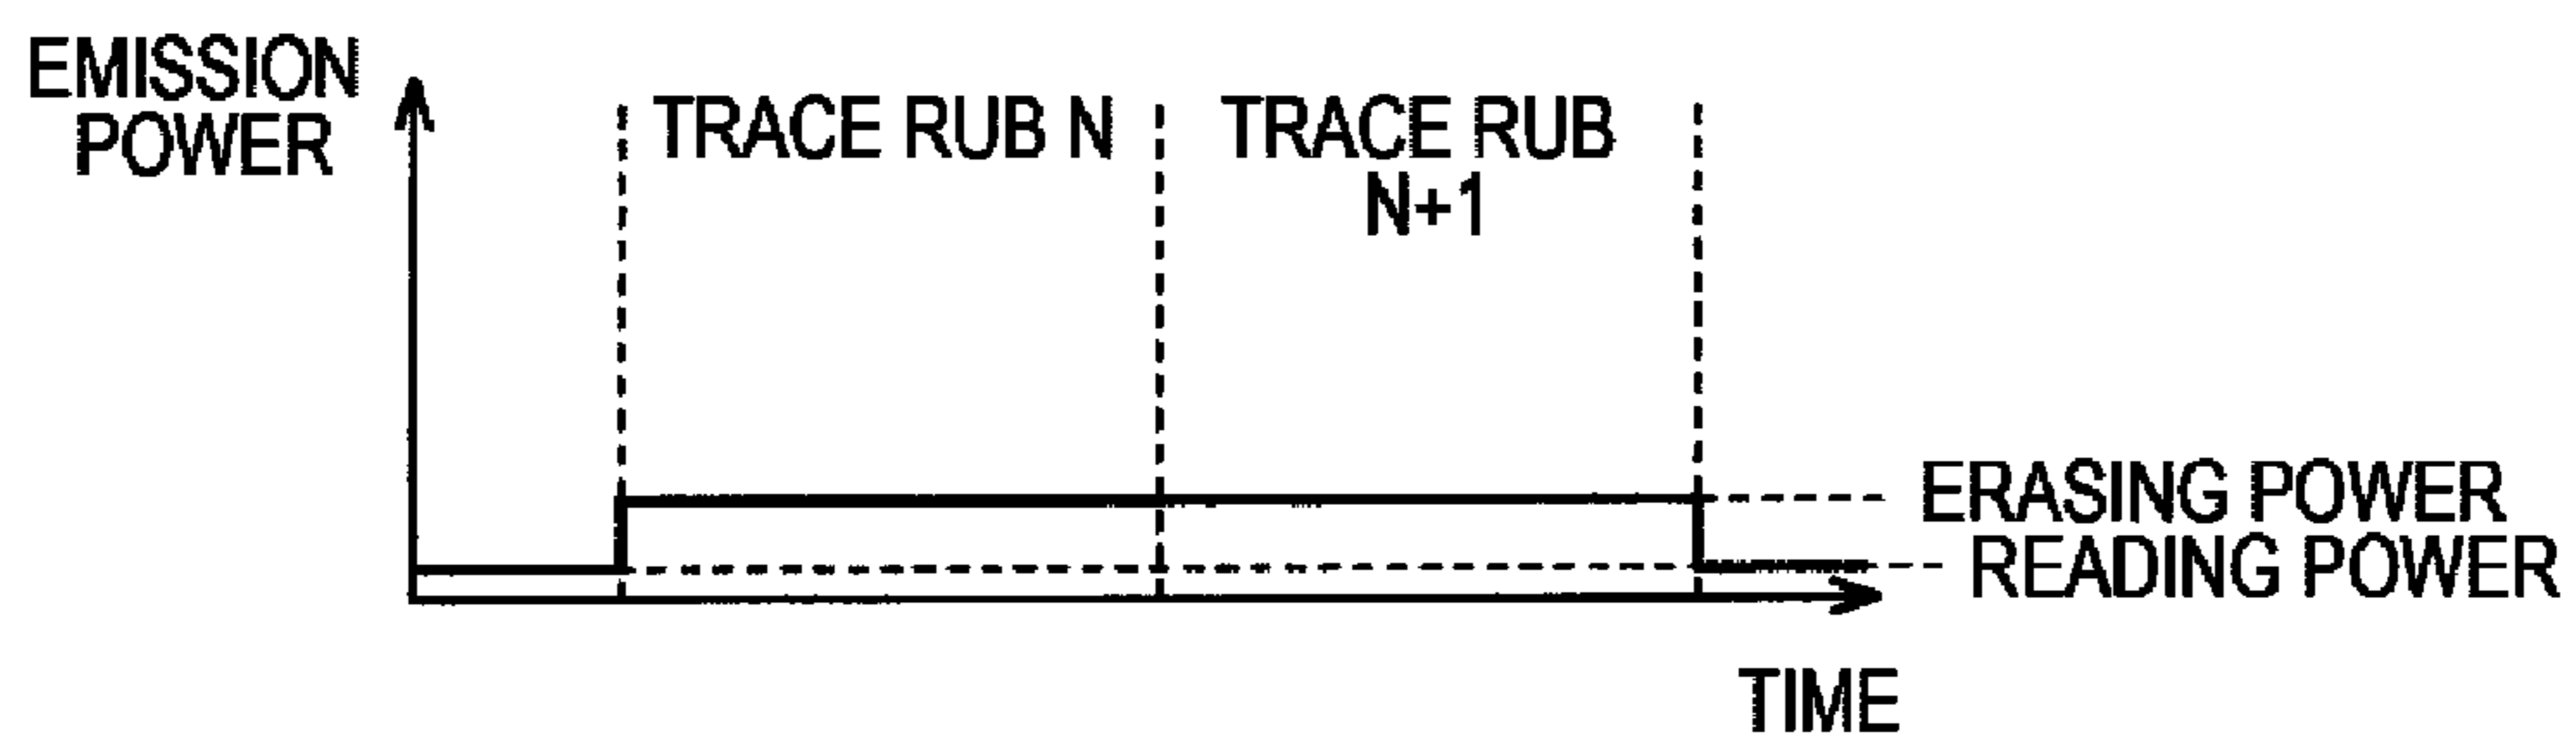 EMISSION
POWER
TRACE RUB N
TRACE RUB
N+1
ERASING POWER
READING POWER
TIME